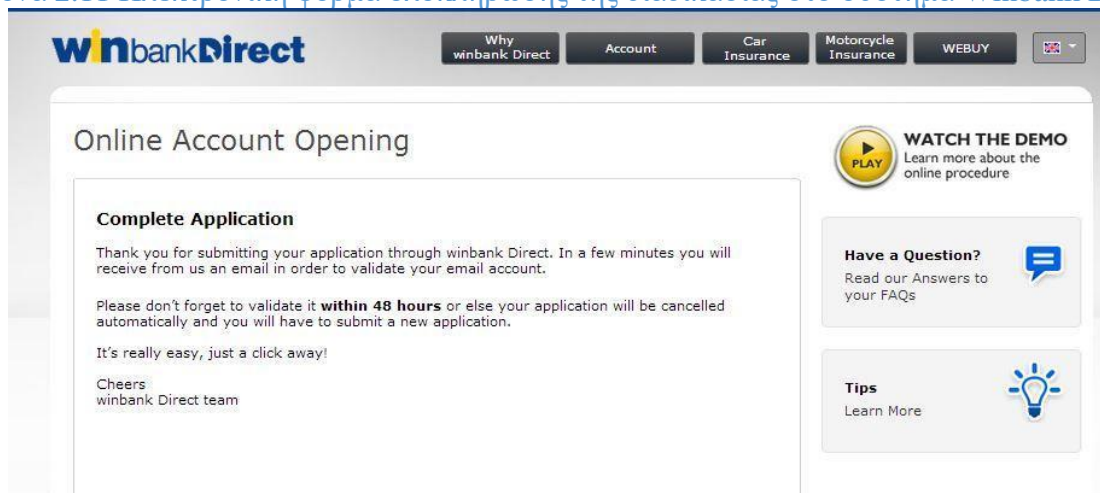 winbankDirect
Why
winbank Direct
Account
Car
Insurance
Motorcycle
Insurance
WEBUY
Online Account Opening
Complete Application
Thank you for submitting your application through winbank Direct. In a few minutes you will
receive from us an email in order to validate your email account.
Please don't forget to validate it within 48 hours or else your application will be cancelled
automatically and you will have to submit a new application.
It's really easy, just a click away!
Cheers
winbank Direct team
PLAY
WATCH THE DEMO
Learn more about the
online procedure
Have a Question?
Read our Answers to
your FAQs
Tips
Learn More